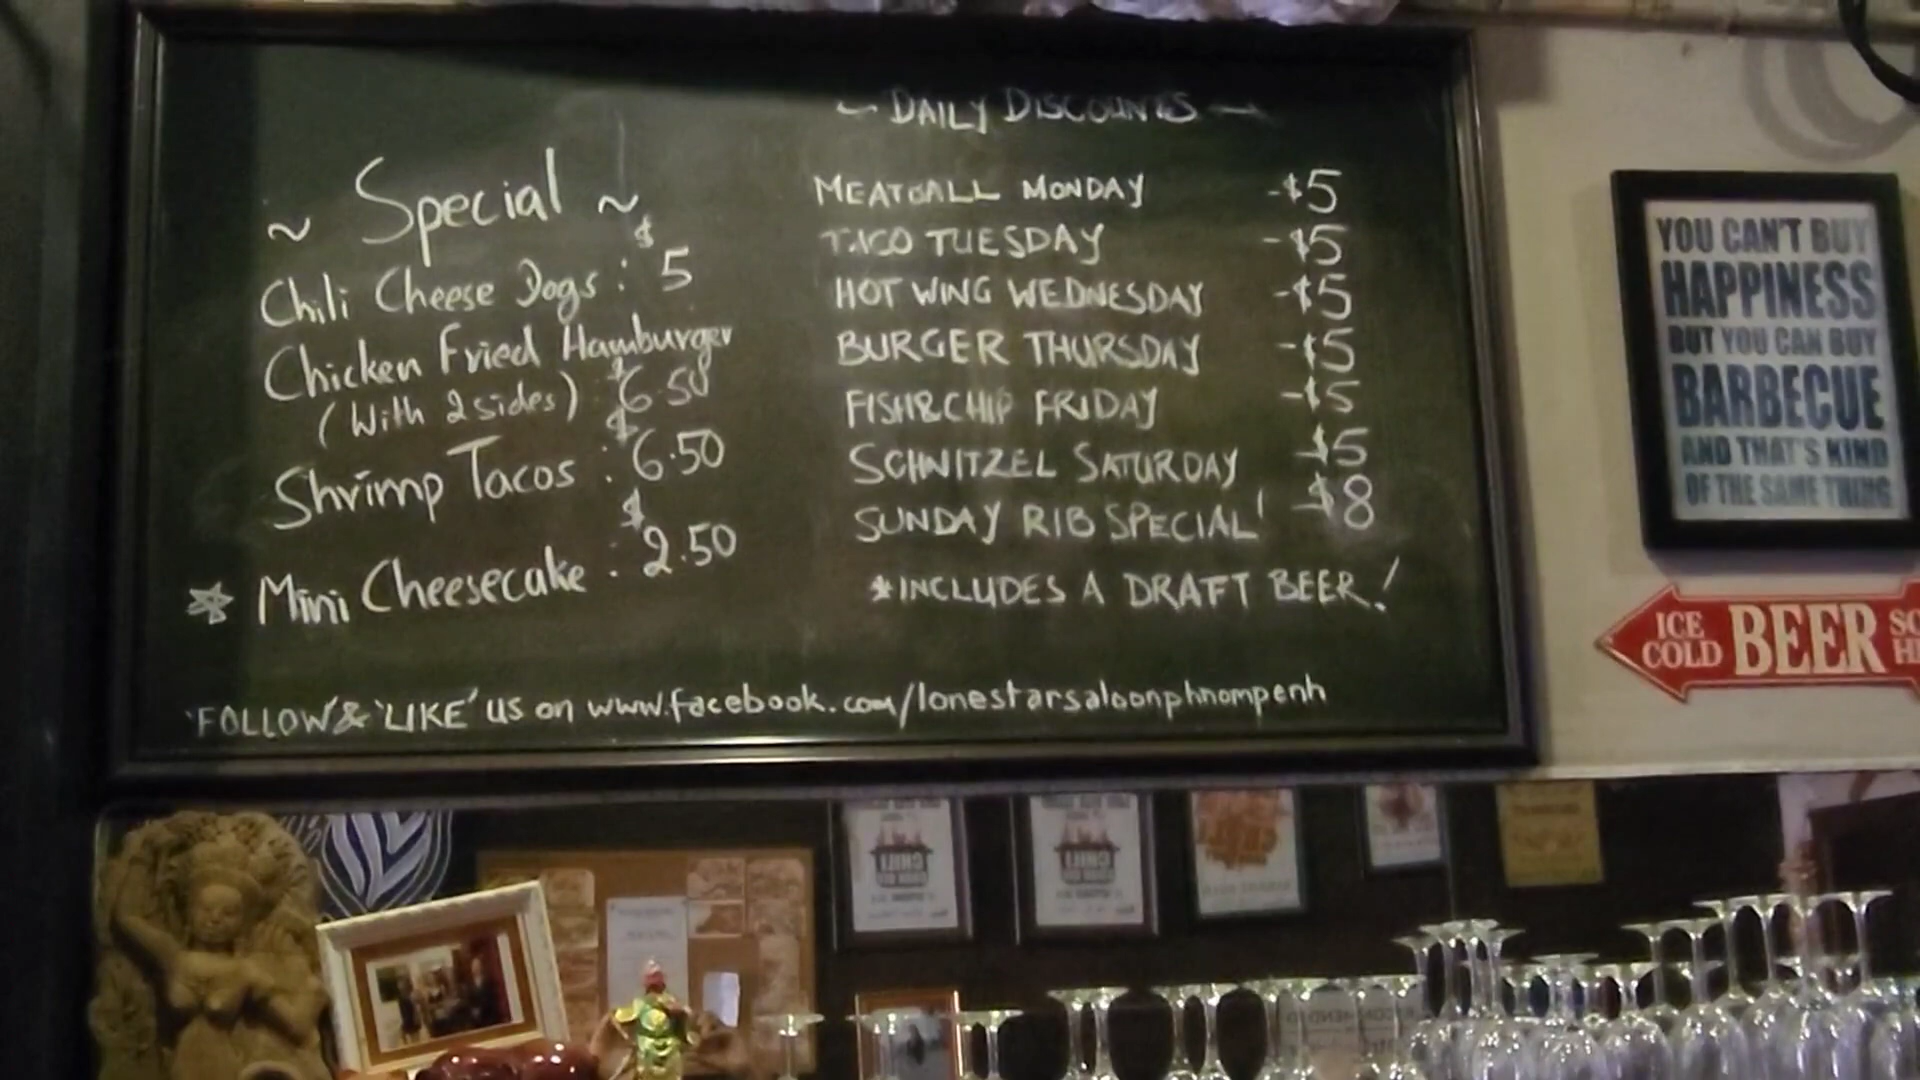 ~ Special ~
Chili Cheese Dogs : $5
Chicken Fried Hamburger
(With 2 sides) : $6.50
Shrimp Tacos : $6.50
☆ Mini Cheesecake : $2.50
~ DAILY DISCOUNTS ~
MEATBALL MONDAY -$5
TACO TUESDAY -$5
HOT WING WEDNESDAY -$5
BURGER THURSDAY -$5
FISH&CHIP FRIDAY -$5
SCHNITZEL SATURDAY -$5
SUNDAY RIB SPECIAL! -$8
*INCLUDES A DRAFT BEER!
'FOLLOW' & 'LIKE' US on www.facebook.com/lonestarsaloonphnompenh
YOU CAN'T BUY
HAPPINESS
BUT YOU CAN BUY
BARBECUE
AND THAT'S KIND
OF THE SAME THING
ICE COLD BEER